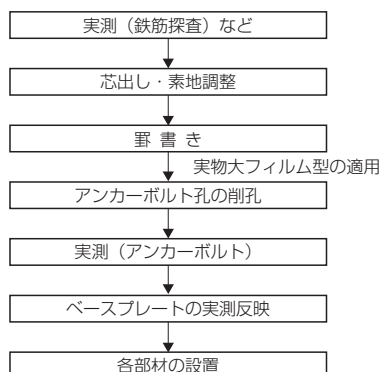 実測（鉄筋探査）など
芯出し・素地調整
罫 書 き
実物大フィルム型の適用
アンカーボルト孔の削孔
実測（アンカーボルト）
ベースプレートの実測反映
各部材の設置